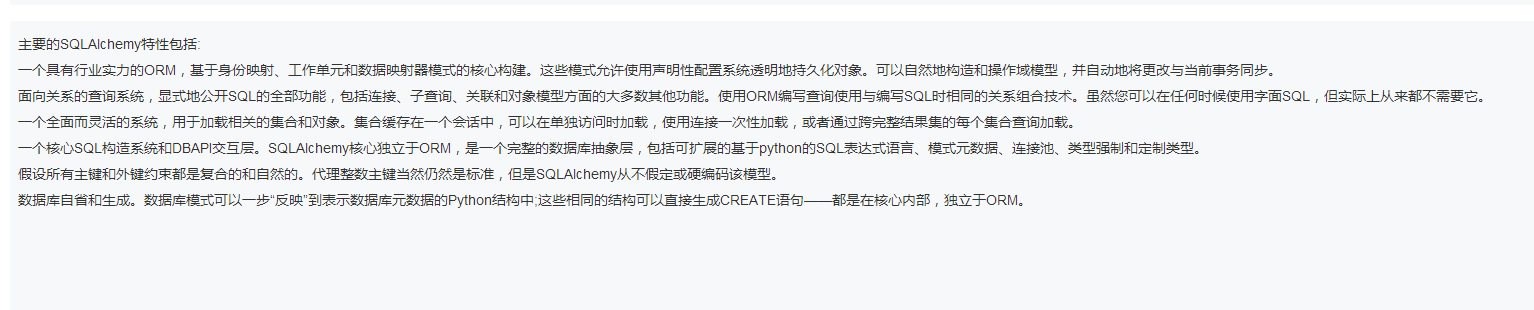 主要的SQLAlchemy特性包括:
一个具有行业实力的ORM，基于身份映射、工作单元和数据映射器模式的核心构建。这些模式允许使用声明性配置系统透明地持久化对象。可以自然地构造和操作域模型，并自动地将更改与当前事务同步。
面向关系的查询系统，显式地公开SQL的全部功能，包括连接、子查询、关联和对象模型方面的大多数其他功能。使用ORM编写查询使用与编写SQL时相同的关系组合技术。虽然您可以在任何时候使用字面SQL，但实际上从来都不需要它。
一个全面而灵活的系统，用于加载相关的集合和对象。集合缓存在一个会话中，可以在单独访问时加载，使用连接一次性加载，或者通过跨完整结果集的每个集合查询加载。
一个核心SQL构造系统和DBAPI交互层。SQLAlchemy核心独立于ORM，是一个完整的数据库抽象层，包括可扩展的基于python的SQL表达式语言、模式元数据、连接池、类型强制和定制类型。
假设所有主键和外键约束都是复合的和自然的。代理整数主键当然仍然是标准，但是SQLAlchemy从不假定或硬编码该模型。
数据库自省和生成。数据库模式可以一步“反映”到表示数据库元数据的Python结构中;这些相同的结构可以直接生成CREATE语句——都是在核心内部，独立于ORM。